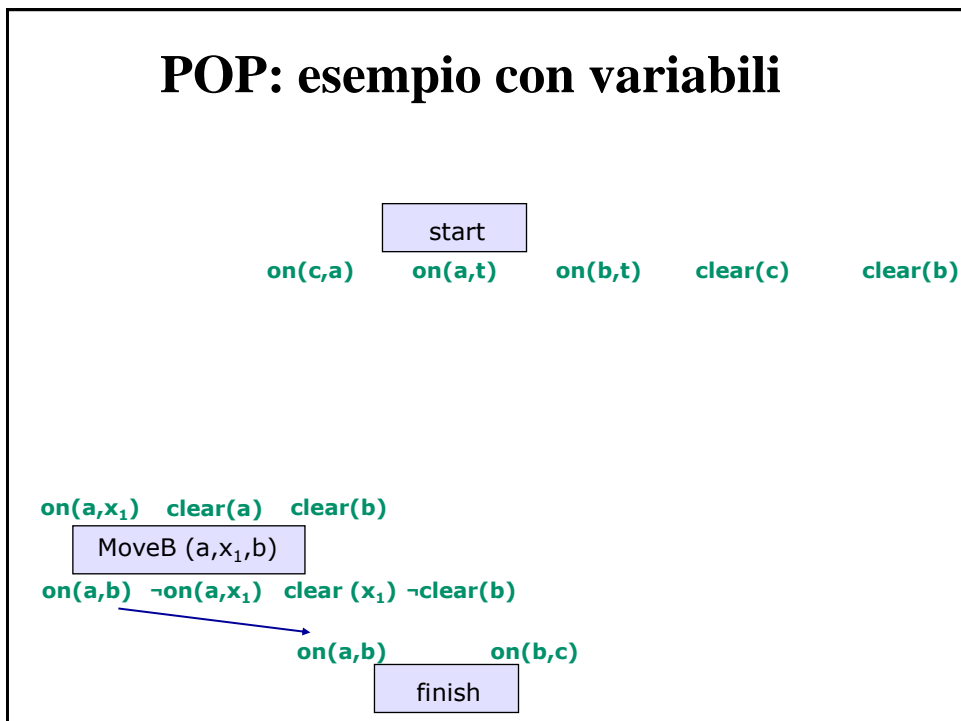 POP: esempio con variabili
start
on(c,a) on(a,t) on(b,t) clear(c) clear(b)
on(a,x₁) clear(a) clear(b)
MoveB (a,x₁,b)
on(a,b) ¬on(a,x₁) clear (x₁) ¬clear(b)
on(a,b) on(b,c)
finish